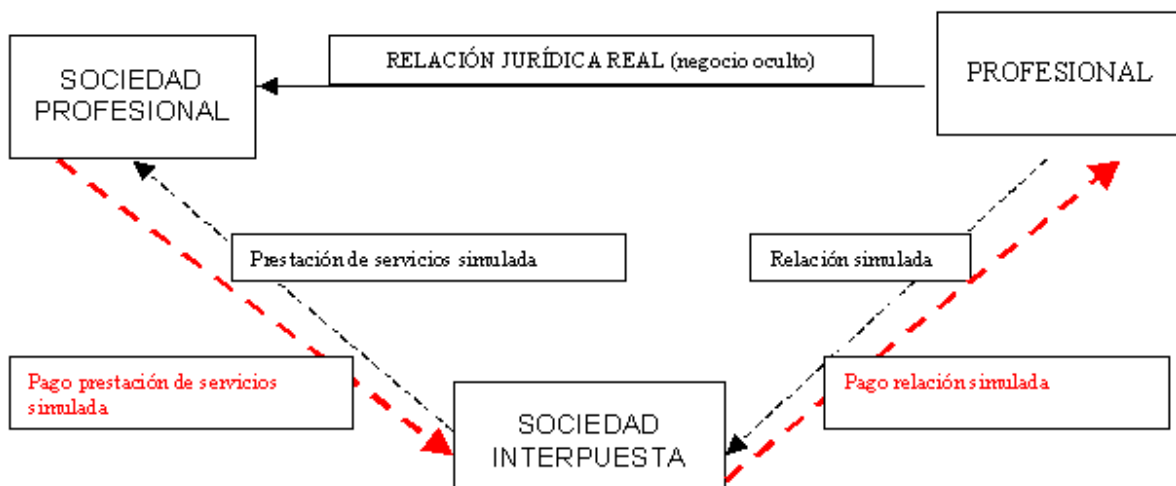 RELACIÓN JURÍDICA REAL (negocio oculto)
SOCIEDAD
PROFESIONAL
PROFESIONAL
Prestación de servicios simulada
Relación simulada
Pago prestación de servicios
simulada
Pago relación simulada
SOCIEDAD
INTERPUESTA